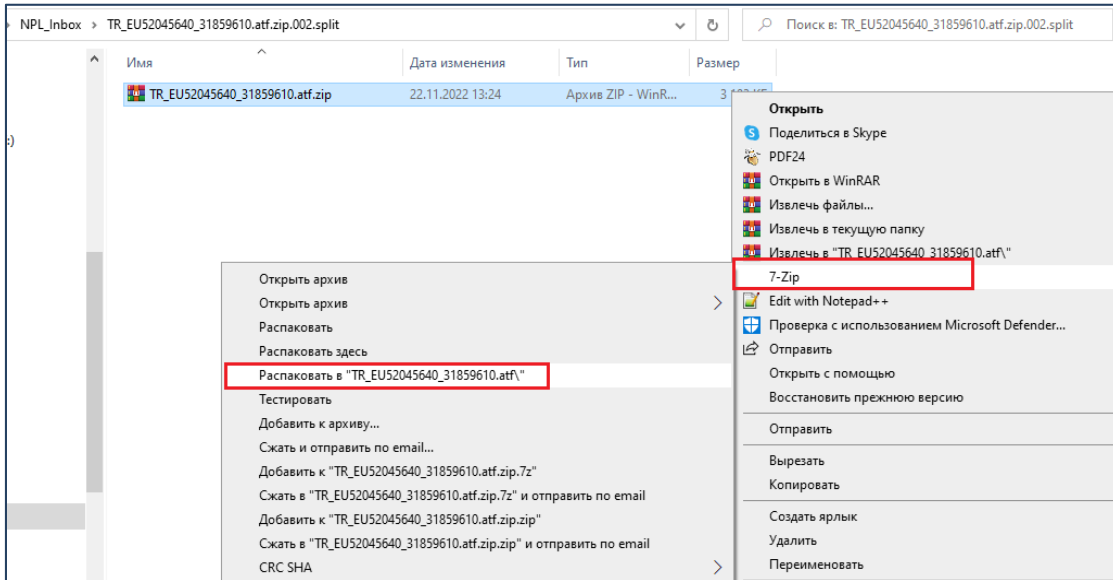 NPL_Inbox › TR_EU52045640_31859610.atf.zip.002.split
Поиск в: TR_EU52045640_31859610.atf.zip.002.split
Имя Дата изменения Тип Размер
TR_EU52045640_31859610.atf.zip 22.11.2022 13:24 Архив ZIP - WinR...
:)
Открыть
Поделиться в Skype
PDF24
Открыть в WinRAR
Извлечь файлы...
Извлечь в текущую папку
Извлечь в "TR_EU52045640_31859610.atf\"
7-Zip
Edit with Notepad++
Проверка с использованием Microsoft Defender...
Отправить
Открыть с помощью
Восстановить прежнюю версию
Отправить
Вырезать
Копировать
Создать ярлык
Удалить
Переименовать
Открыть архив
Открыть архив
Распаковать
Распаковать здесь
Распаковать в "TR_EU52045640_31859610.atf\"
Тестировать
Добавить к архиву...
Сжать и отправить по email...
Добавить к "TR_EU52045640_31859610.atf.zip.7z"
Сжать в "TR_EU52045640_31859610.atf.zip.7z" и отправить по email
Добавить к "TR_EU52045640_31859610.atf.zip.zip"
Сжать в "TR_EU52045640_31859610.atf.zip.zip" и отправить по email
CRC SHA